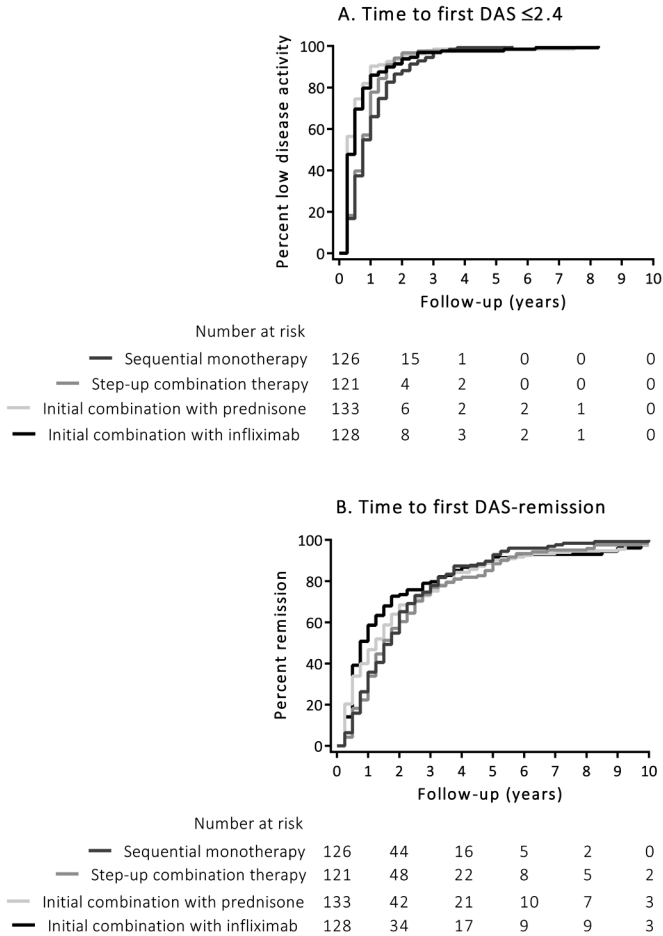 A. Time to first DAS ≤2.4
Percent low disease activity
100
80
60
40
20
0
0 1 2 3 4 5 6 7 8 9 10
Follow-up (years)
Number at risk
Sequential monotherapy 126 15 1 0 0 0
Step-up combination therapy 121 4 2 0 0 0
Initial combination with prednisone 133 6 2 2 1 0
Initial combination with infliximab 128 8 3 2 1 0
B. Time to first DAS-remission
Percent remission
100
80
60
40
20
0
0 1 2 3 4 5 6 7 8 9 10
Follow-up (years)
Number at risk
Sequential monotherapy 126 44 16 5 2 0
Step-up combination therapy 121 48 22 8 5 2
Initial combination with prednisone 133 42 21 10 7 3
Initial combination with infliximab 128 34 17 9 9 3